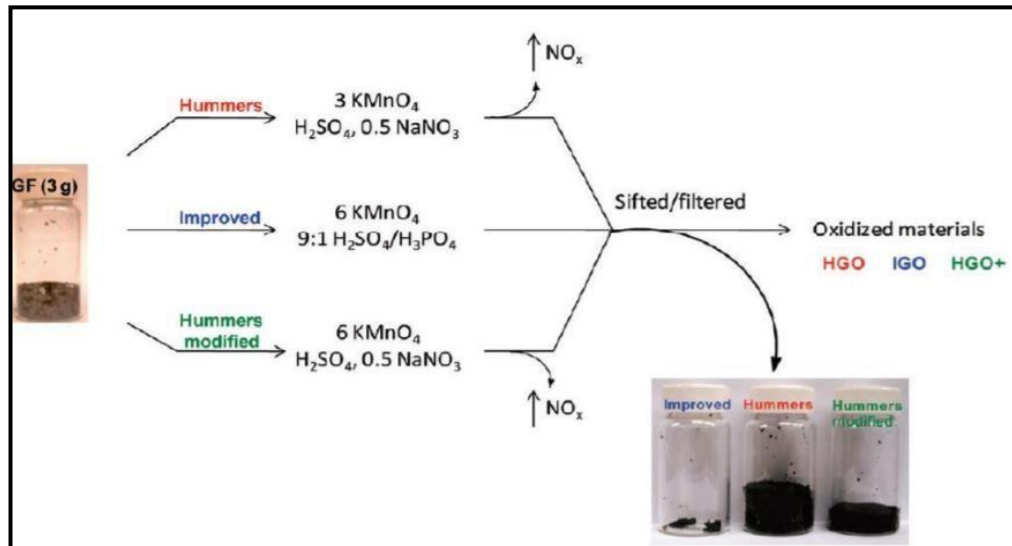 NOₓ
Hummers
3 KMnO₄
H₂SO₄, 0.5 NaNO₃
GF (3 g)
Improved
6 KMnO₄
9:1 H₂SO₄/H₃PO₄
Sifted/filtered
Oxidized materials
HGO IGO HGO+
Hummers
modified
6 KMnO₄
H₂SO₄, 0.5 NaNO₃
NOₓ
Improved
Hummers
Hummers
modified